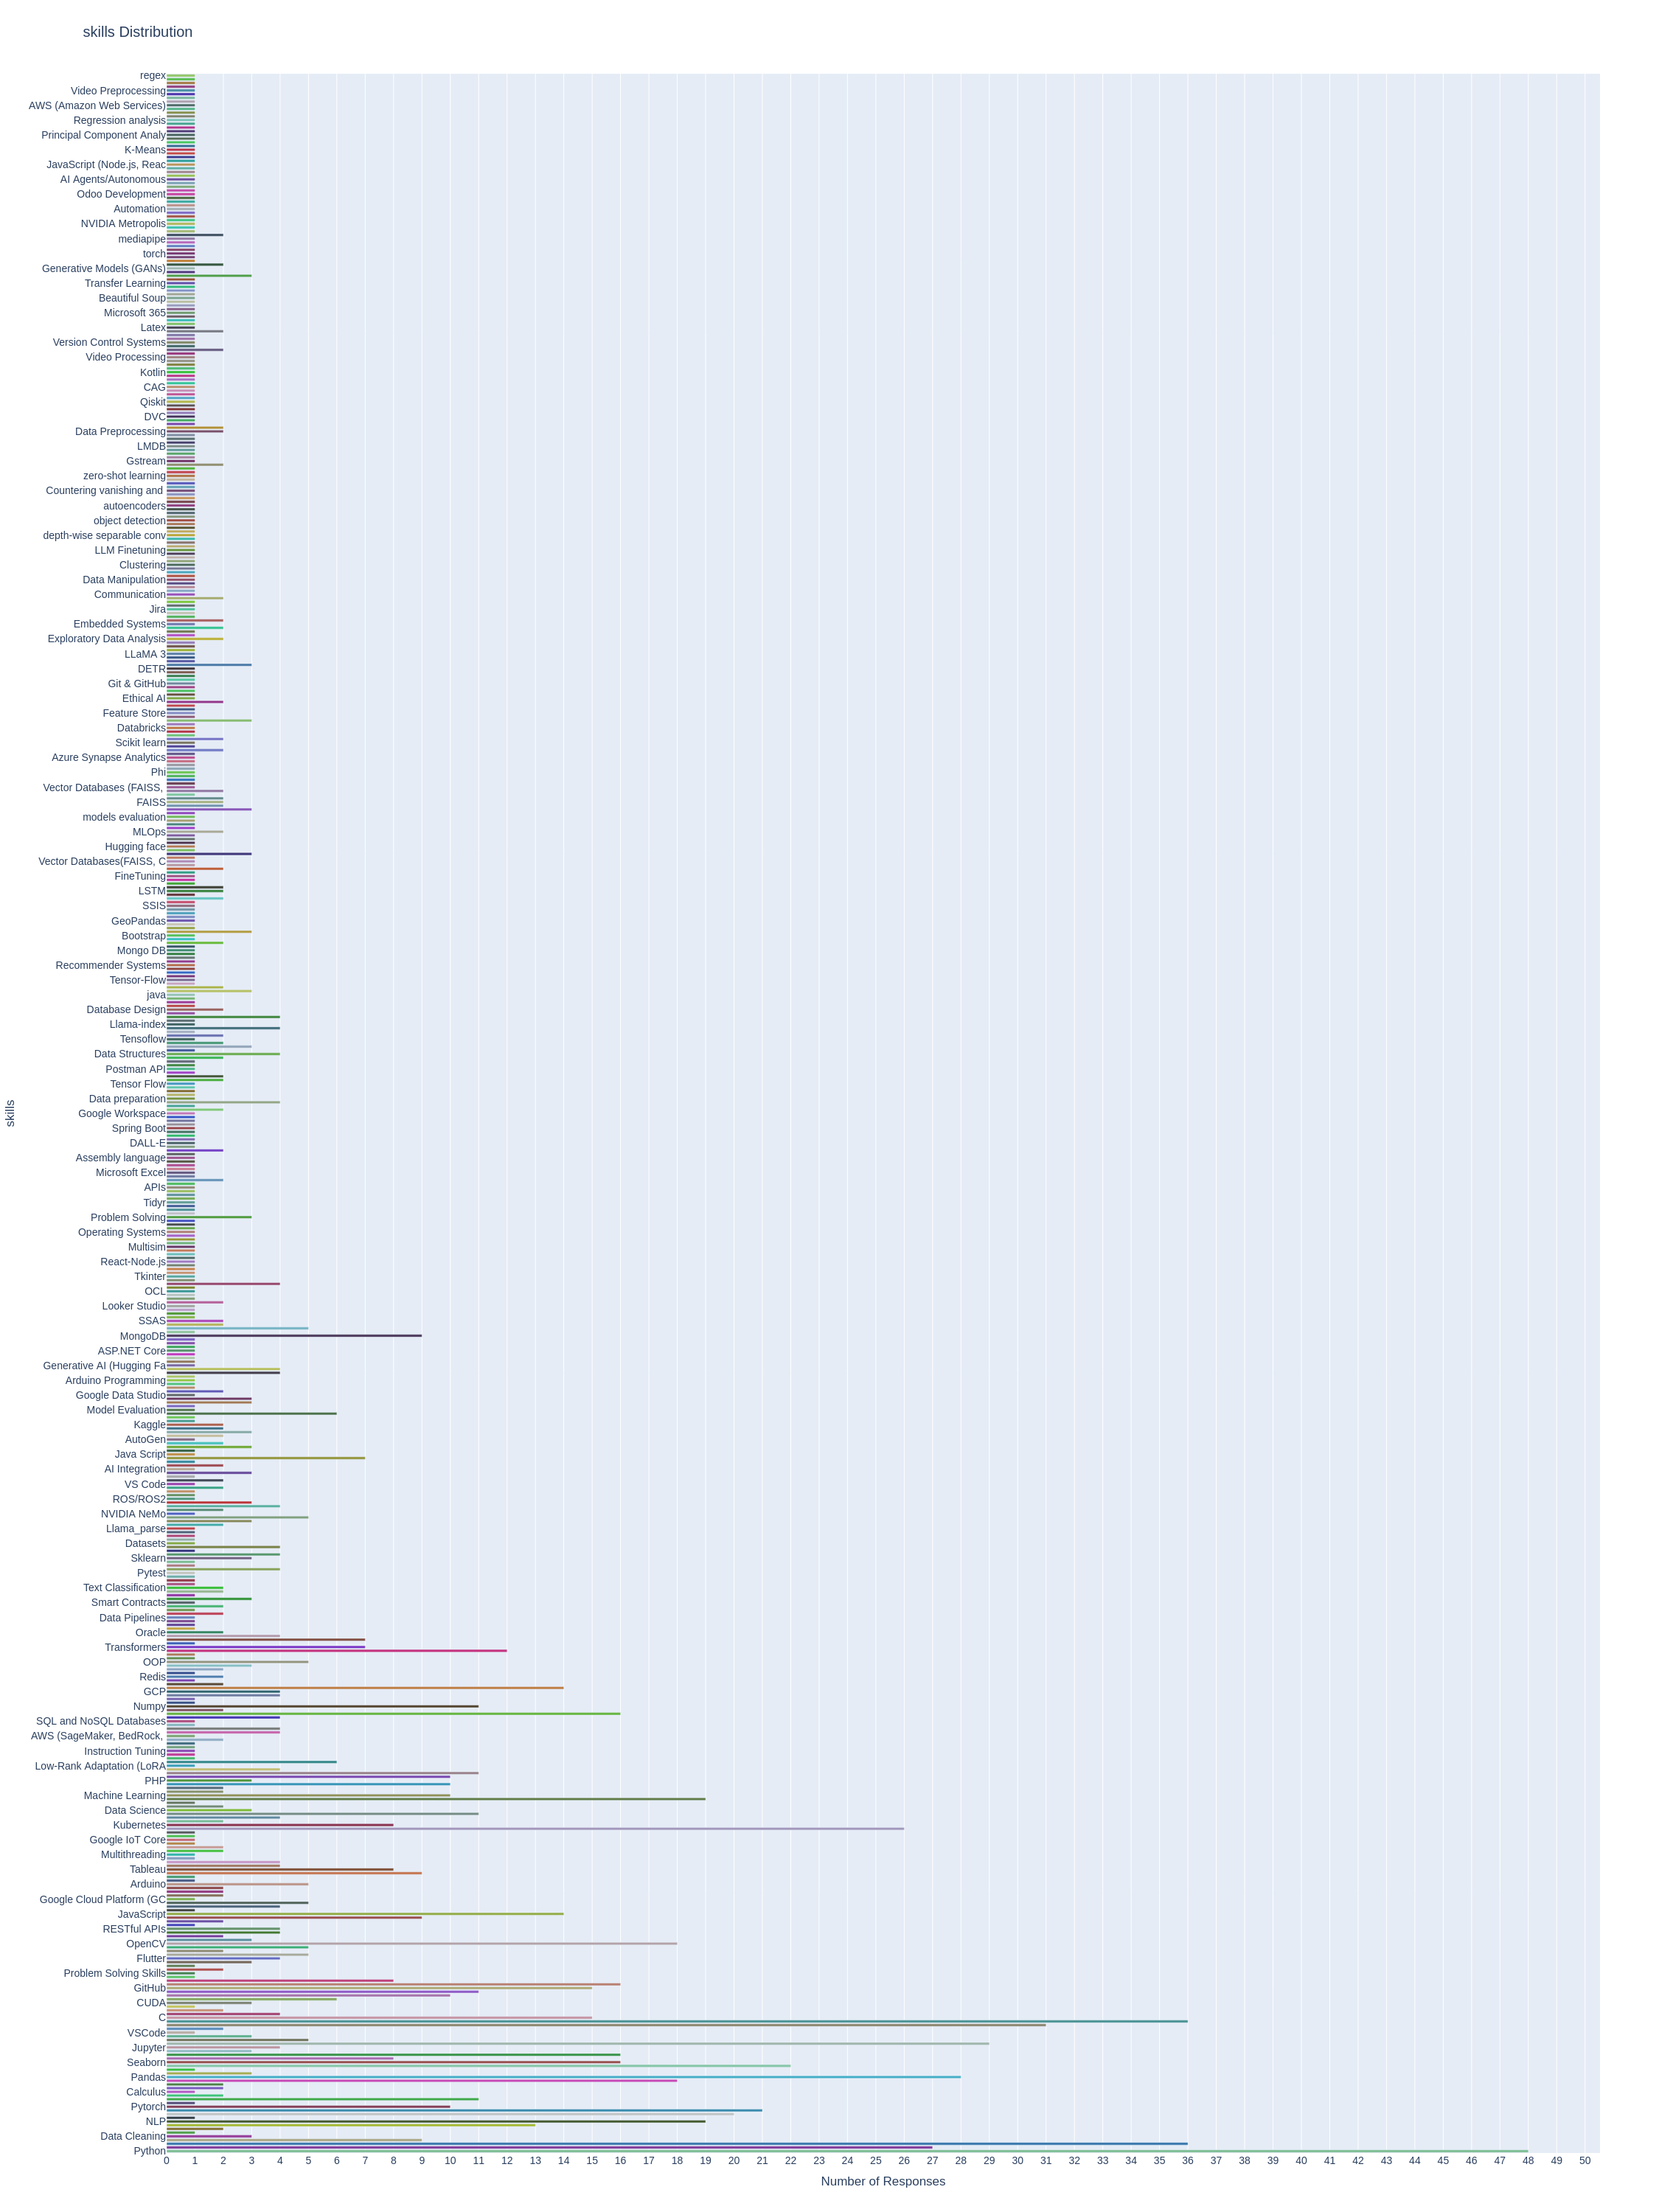 skills Distribution
regex
Video Preprocessing
AWS (Amazon Web Services)
Regression analysis
Principal Component Analy
K-Means
JavaScript (Node.js, Reac
AI Agents/Autonomous
Odoo Development
Automation
NVIDIA Metropolis
mediapipe
torch
Generative Models (GANs)
Transfer Learning
Beautiful Soup
Microsoft 365
Latex
Version Control Systems
Video Processing
Kotlin
CAG
Qiskit
DVC
Data Preprocessing
LMDB
Gstream
zero-shot learning
Countering vanishing and
autoencoders
object detection
depth-wise separable conv
LLM Finetuning
Clustering
Data Manipulation
Communication
Jira
Embedded Systems
Exploratory Data Analysis
LLaMA 3
DETR
Git & GitHub
Ethical AI
Feature Store
Databricks
Scikit learn
Azure Synapse Analytics
Phi
Vector Databases (FAISS,
FAISS
models evaluation
MLOps
Hugging face
Vector Databases(FAISS, C
FineTuning
LSTM
SSIS
GeoPandas
Bootstrap
Mongo DB
Recommender Systems
Tensor-Flow
java
Database Design
Llama-index
Tensoflow
Data Structures
Postman API
Tensor Flow
Data preparation
Google Workspace
Spring Boot
DALL-E
Assembly language
Microsoft Excel
APIs
Tidyr
Problem Solving
Operating Systems
Multisim
React-Node.js
Tkinter
OCL
Looker Studio
SSAS
MongoDB
ASP.NET Core
Generative AI (Hugging Fa
Arduino Programming
Google Data Studio
Model Evaluation
Kaggle
AutoGen
Java Script
AI Integration
VS Code
ROS/ROS2
NVIDIA NeMo
Llama_parse
Datasets
Sklearn
Pytest
Text Classification
Smart Contracts
Data Pipelines
Oracle
Transformers
OOP
Redis
GCP
Numpy
SQL and NoSQL Databases
AWS (SageMaker, BedRock,
Instruction Tuning
Low-Rank Adaptation (LoRA
PHP
Machine Learning
Data Science
Kubernetes
Google IoT Core
Multithreading
Tableau
Arduino
Google Cloud Platform (GC
JavaScript
RESTful APIs
OpenCV
Flutter
Problem Solving Skills
GitHub
CUDA
C
VSCode
Jupyter
Seaborn
Pandas
Calculus
Pytorch
NLP
Data Cleaning
Python
skills
0 1 2 3 4 5 6 7 8 9 10 11 12 13 14 15 16 17 18 19 20 21 22 23 24 25 26 27 28 29 30 31 32 33 34 35 36 37 38 39 40 41 42 43 44 45 46 47 48 49 50
Number of Responses